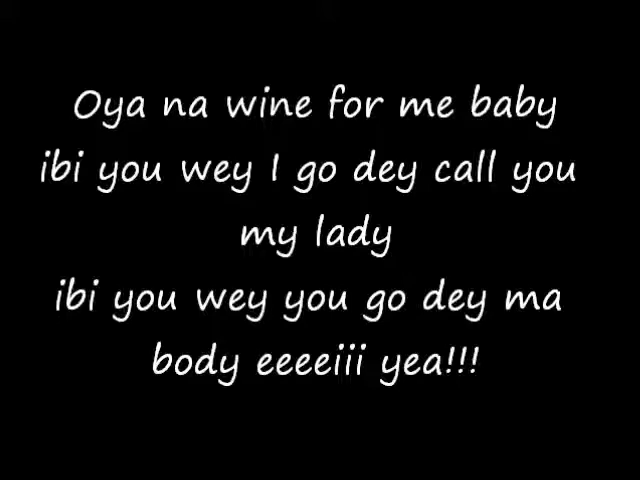 Oya na wine for me baby
ibi you wey I go dey call you
my lady
ibi you wey you go dey ma
body eeeeiii yea!!!